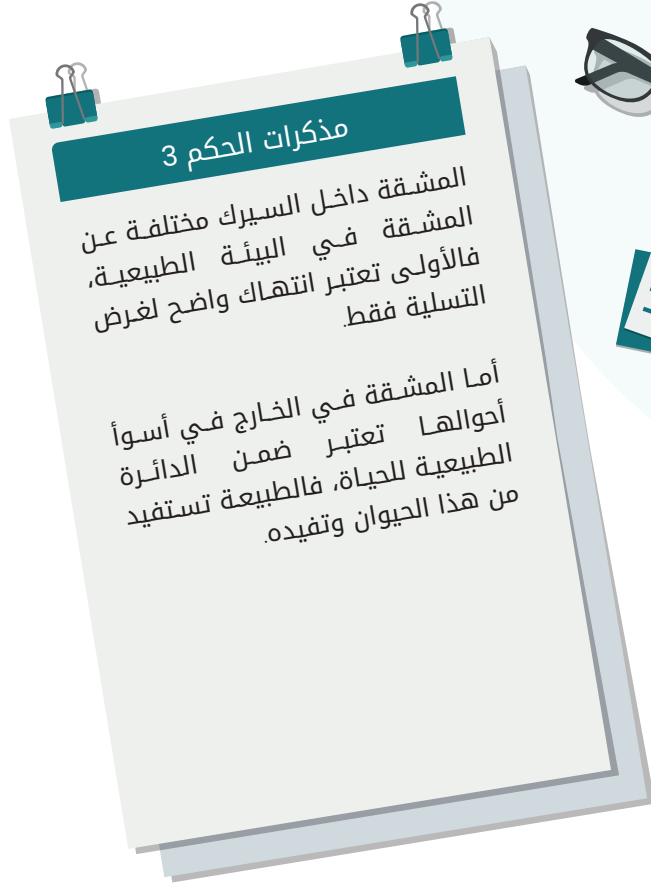 مذكرات الحكم 3
المشقة داخل السيرك مختلفة عن
المشقة في البيئة الطبيعية،
فالأولى تعتبر انتهاك واضح لغرض
التسلية فقط.
أما المشقة في الخارج في أسوأ
أحوالها تعتبر ضمن الدائرة
الطبيعية للحياة، فالطبيعة تستفيد
من هذا الحيوان وتفيده.